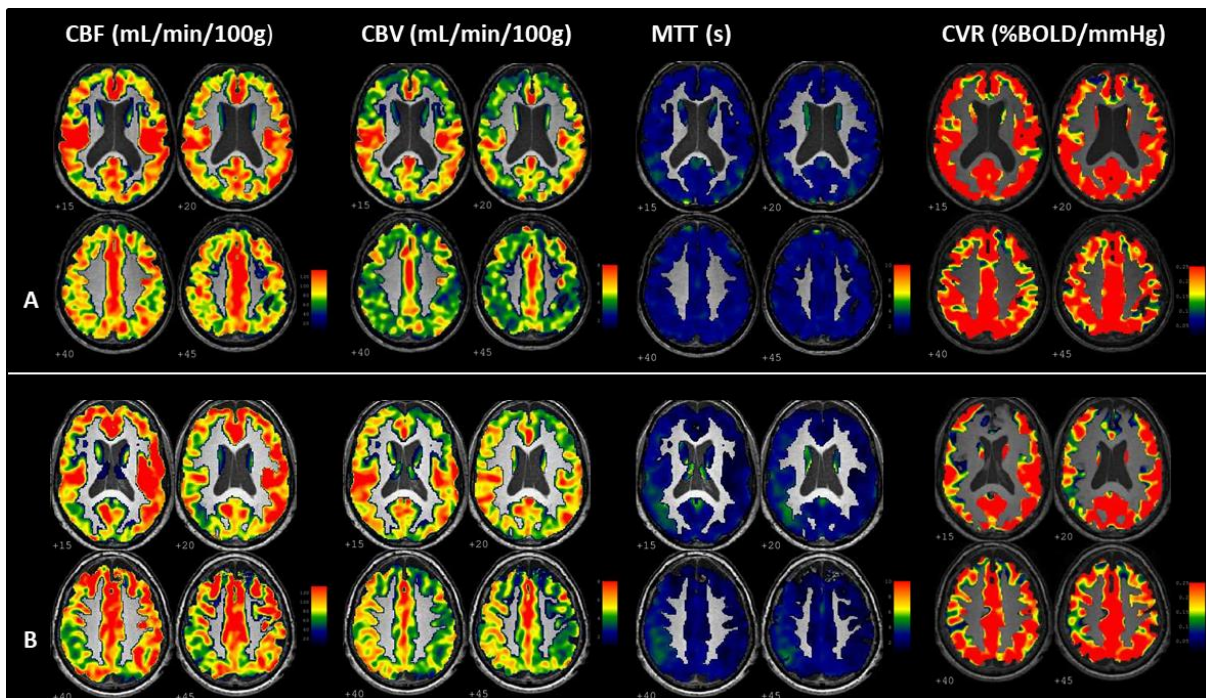 CBF (mL/min/100g) CBV (mL/min/100g) MTT (s) CVR (%BOLD/mmHg)
+15 +20 +15 +20 +15 +20 +15 +20
A
+40 +45 +40 +45 +40 +45 +40 +45
+15 +20 +15 +20 +15 +20 +15 +20
B
+40 +45 +40 +45 +40 +45 +40 +45